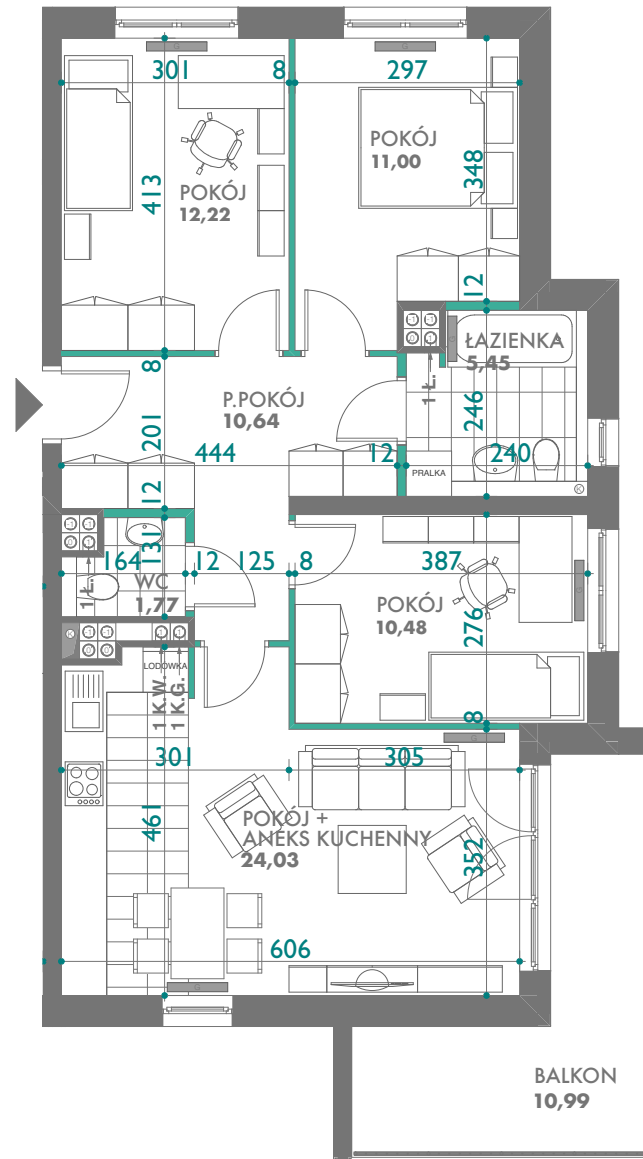 301
8
297
POKÓJ
11,00
348
413
POKÓJ
12,22
12
ŁAZIENKA
5,45
8
1 Ł.
246
P.POKÓJ
10,64
201
444
12
240
PRALKA
K
12
131
164
12
125
8
387
1 Ł.
WC
1,77
POKÓJ
10,48
276
LODÓWKA
1 K.W.
1 K.G.
8
301
305
461
POKÓJ +
ANEKS KUCHENNY
24,03
352
606
BALKON
10,99